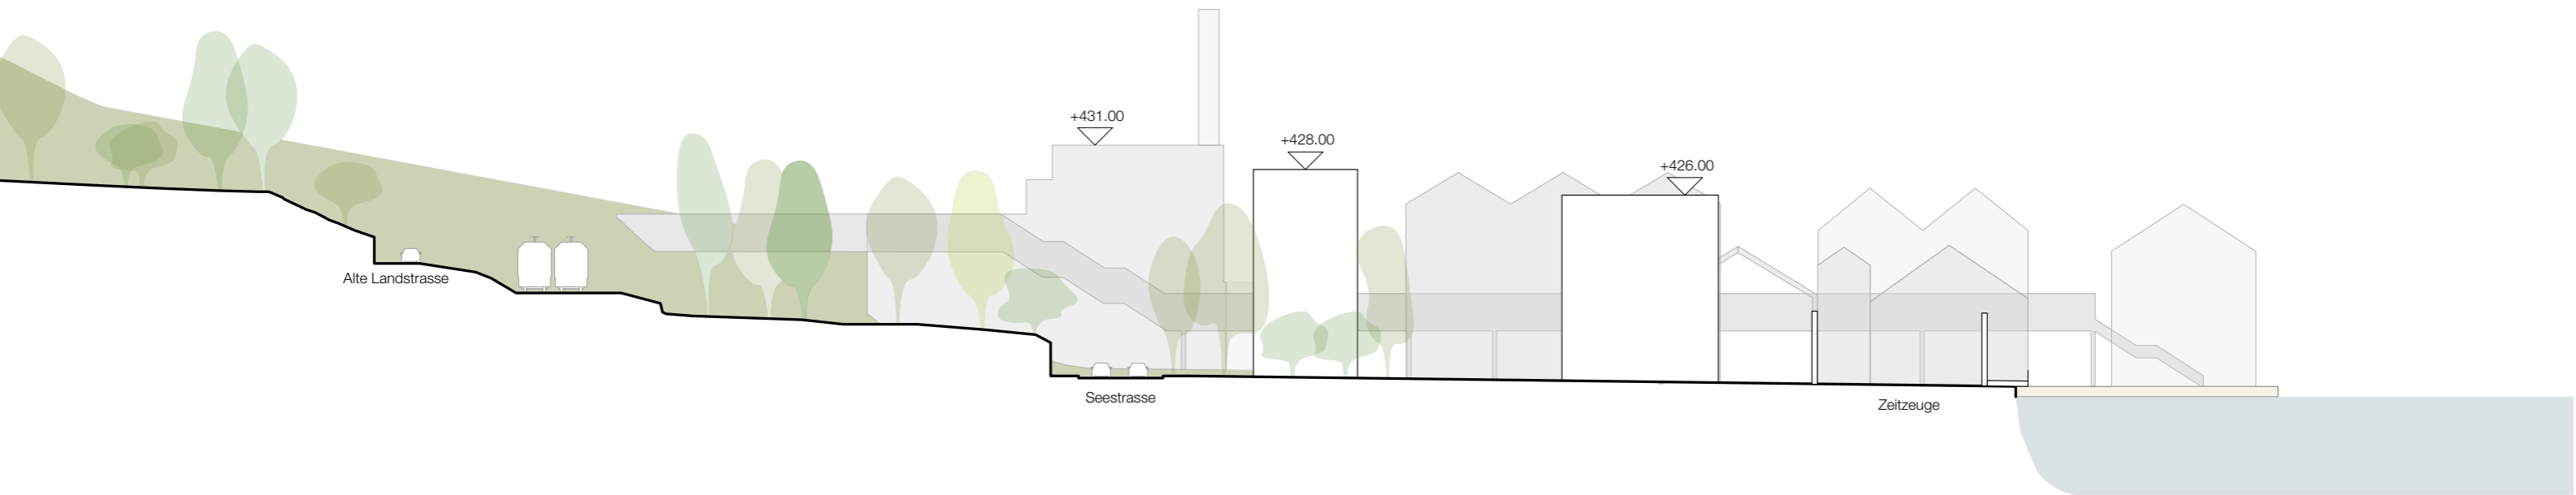 +431.00
+428.00
+426.00
Alte Landstrasse
Seestrasse
Zeitzeuge